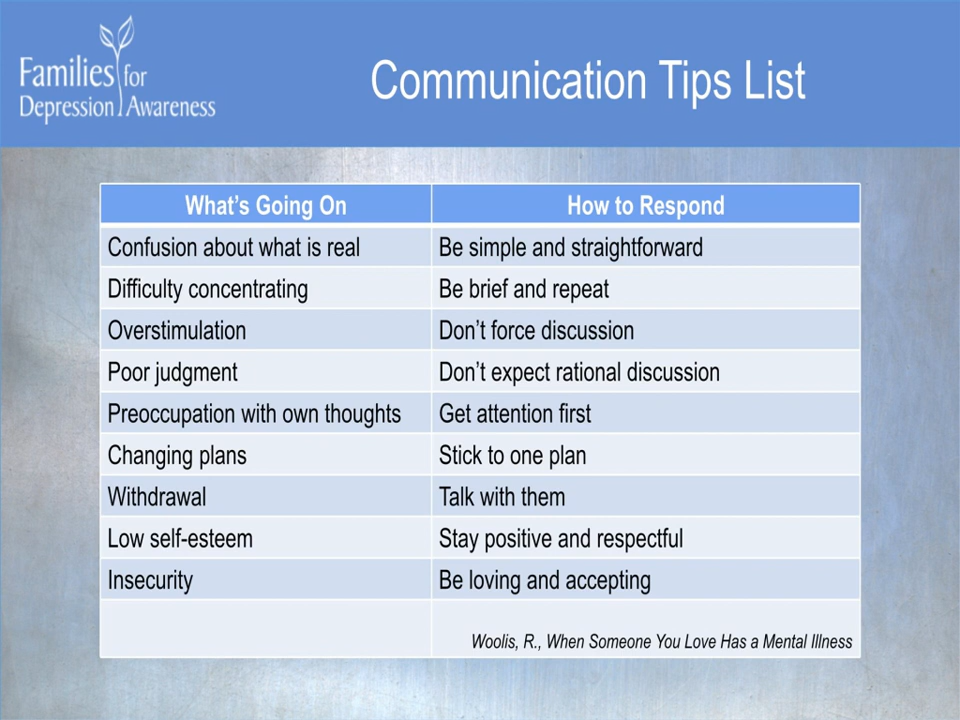 Families for
Depression Awareness
Communication Tips List
What's Going On
How to Respond
Confusion about what is real
Be simple and straightforward
Difficulty concentrating
Be brief and repeat
Overstimulation
Don't force discussion
Poor judgment
Don't expect rational discussion
Preoccupation with own thoughts
Get attention first
Changing plans
Stick to one plan
Withdrawal
Talk with them
Low self-esteem
Stay positive and respectful
Insecurity
Be loving and accepting
Woolis, R., When Someone You Love Has a Mental Illness